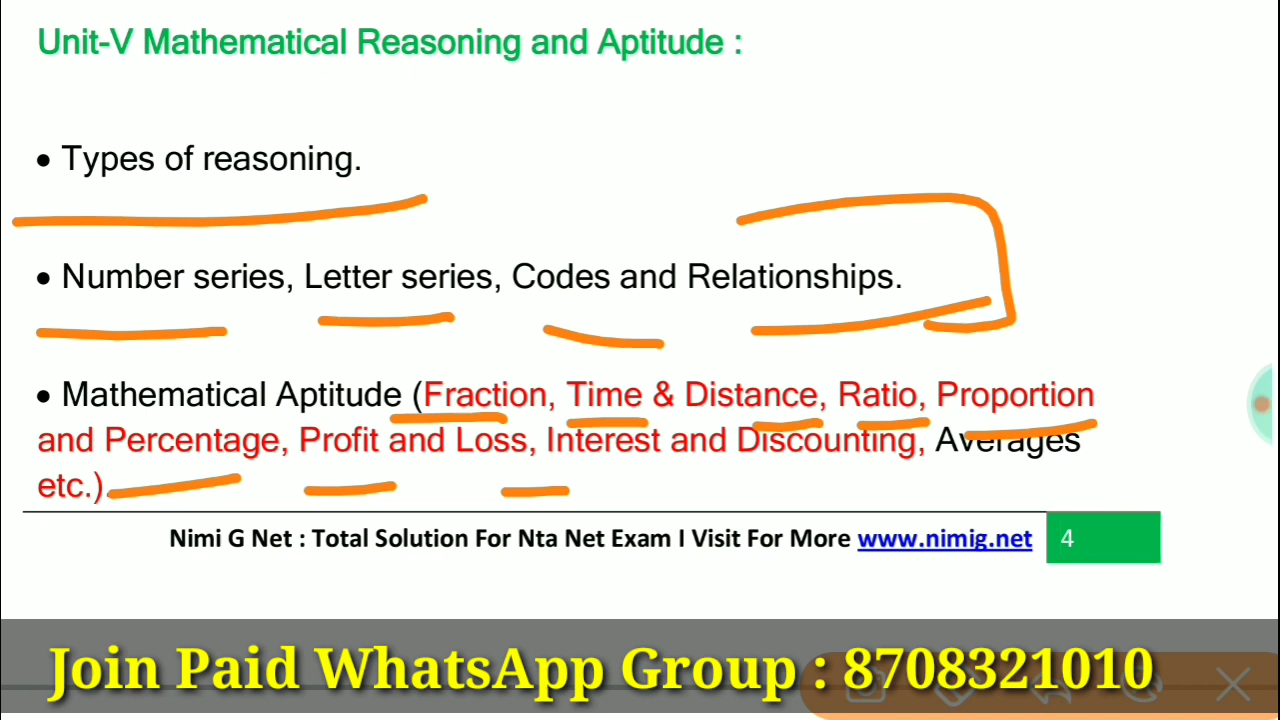 Unit-V Mathematical Reasoning and Aptitude :
• Types of reasoning.
• Number series, Letter series, Codes and Relationships.
• Mathematical Aptitude (Fraction, Time & Distance, Ratio, Proportion
and Percentage, Profit and Loss, Interest and Discounting, Averages
etc.).
Nimi G Net : Total Solution For Nta Net Exam I Visit For More www.nimig.net 4
Join Paid WhatsApp Group : 8708321010